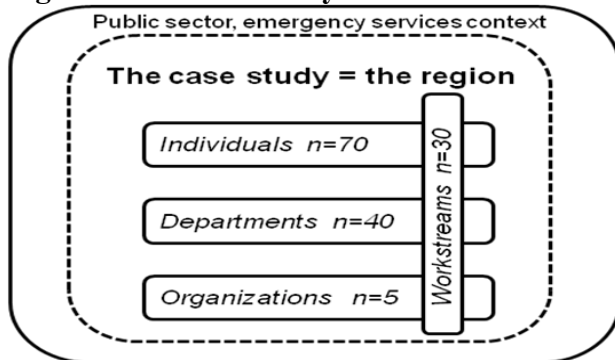 Public sector, emergency services context
The case study = the region
Individuals n=70
Departments n=40
Organizations n=5
Workstreams n=30